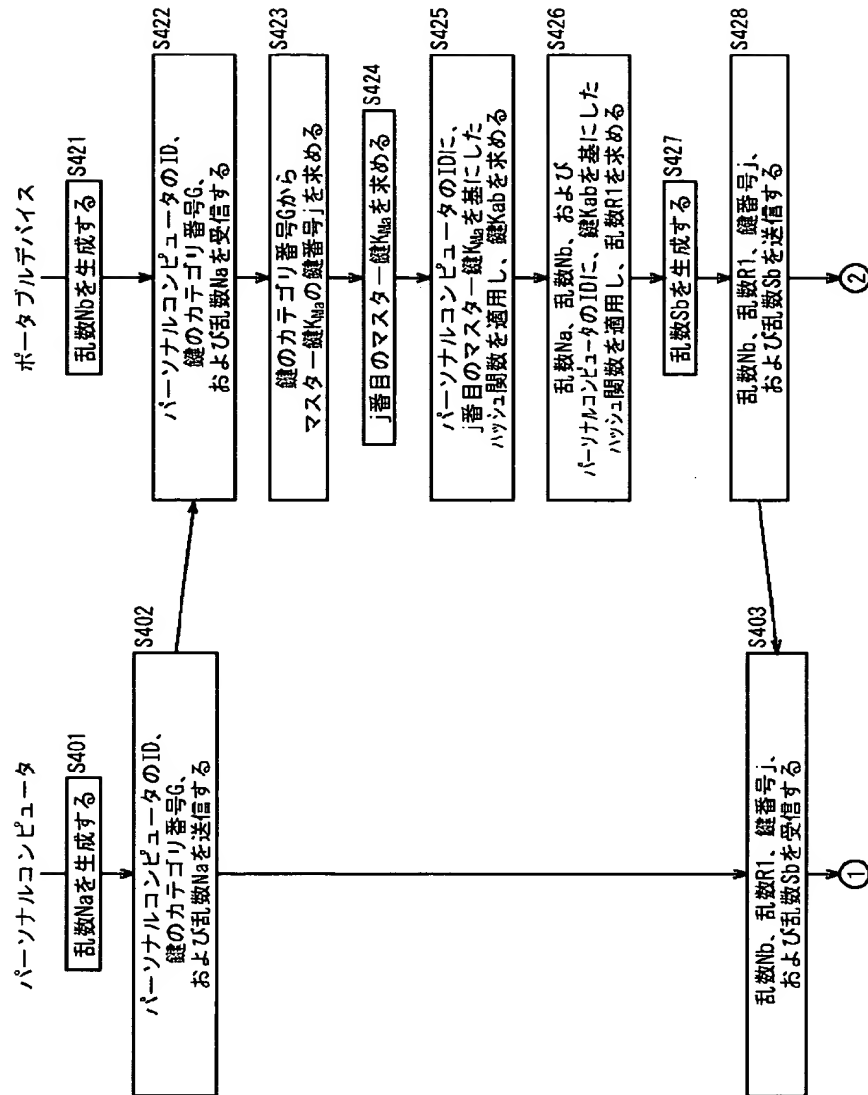 パーソナルコンピュータ
S401
乱数Naを生成する
S402
パーソナルコンピュータのID、
鍵のカテゴリ番号G、
および乱数Naを送信する
S403
乱数Nb、乱数R1、鍵番号j、
および乱数Sbを受信する
1
ポータブルデバイス
S421
乱数Nbを生成する
S422
パーソナルコンピュータのID、
鍵のカテゴリ番号G、
および乱数Naを受信する
S423
鍵のカテゴリ番号Gから
マスター鍵KMaの鍵番号jを求める
S424
j番目のマスター鍵KMaを求める
S425
パーソナルコンピュータのIDに、
j番目のマスター鍵KMaを基にした
ハッシュ関数を適用し、鍵Kabを求める
S426
乱数Na、乱数Nb、および
パーソナルコンピュータのIDに、鍵Kabを基にした
ハッシュ関数を適用し、乱数R1を求める
S427
乱数Sbを生成する
S428
乱数Nb、乱数R1、鍵番号j、
および乱数Sbを送信する
2